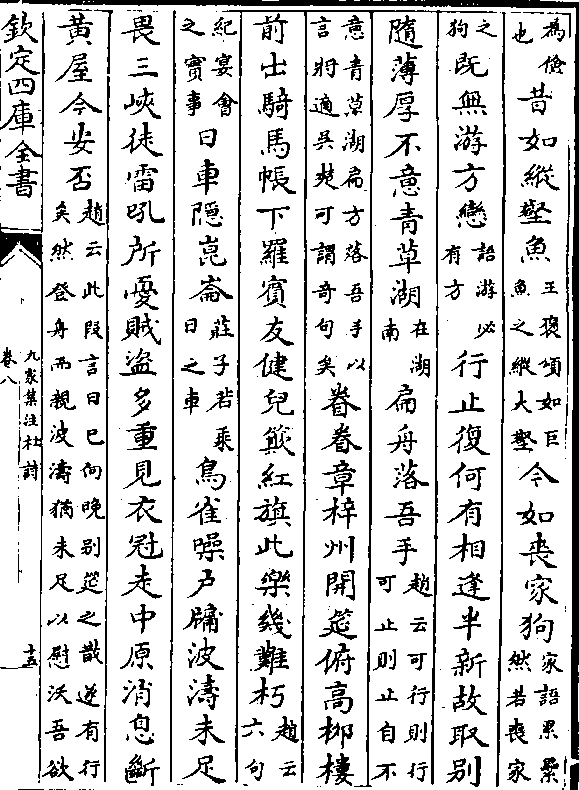 為傖
也
昔如縱壑魚
王褒頌如巨
魚之縱大壑
今如喪家狗
家語累累
然若喪家
之
狗
既無游方戀
語游必
有方
行止復何有相逢半新故取別
隨薄厚不意青草湖
在湖
南
扁舟落吾手
趙云可行則行
可止則止自不
意青草湖扁方落吾手以
言將適吳楚可謂奇句矣
眷眷章梓州開筵俯高柳樓
前出騎馬帳下羅賓友健兒簸紅旗此樂幾難朽
趙云
六句
紀宴會
之實事
日車隱崑崙
莊子若乗
日之車
鳥雀噪戶牖波濤未足
畏三峽徒雷吼所憂賊盜多重見衣冠走中原消息斷
黃屋今安否
趙云此段言日已向晚別筵之散遂有行
矣然登舟而親波濤猶未足以慰沃吾欲
欽定四庫全書
九家集注杜詩
卷八
十五